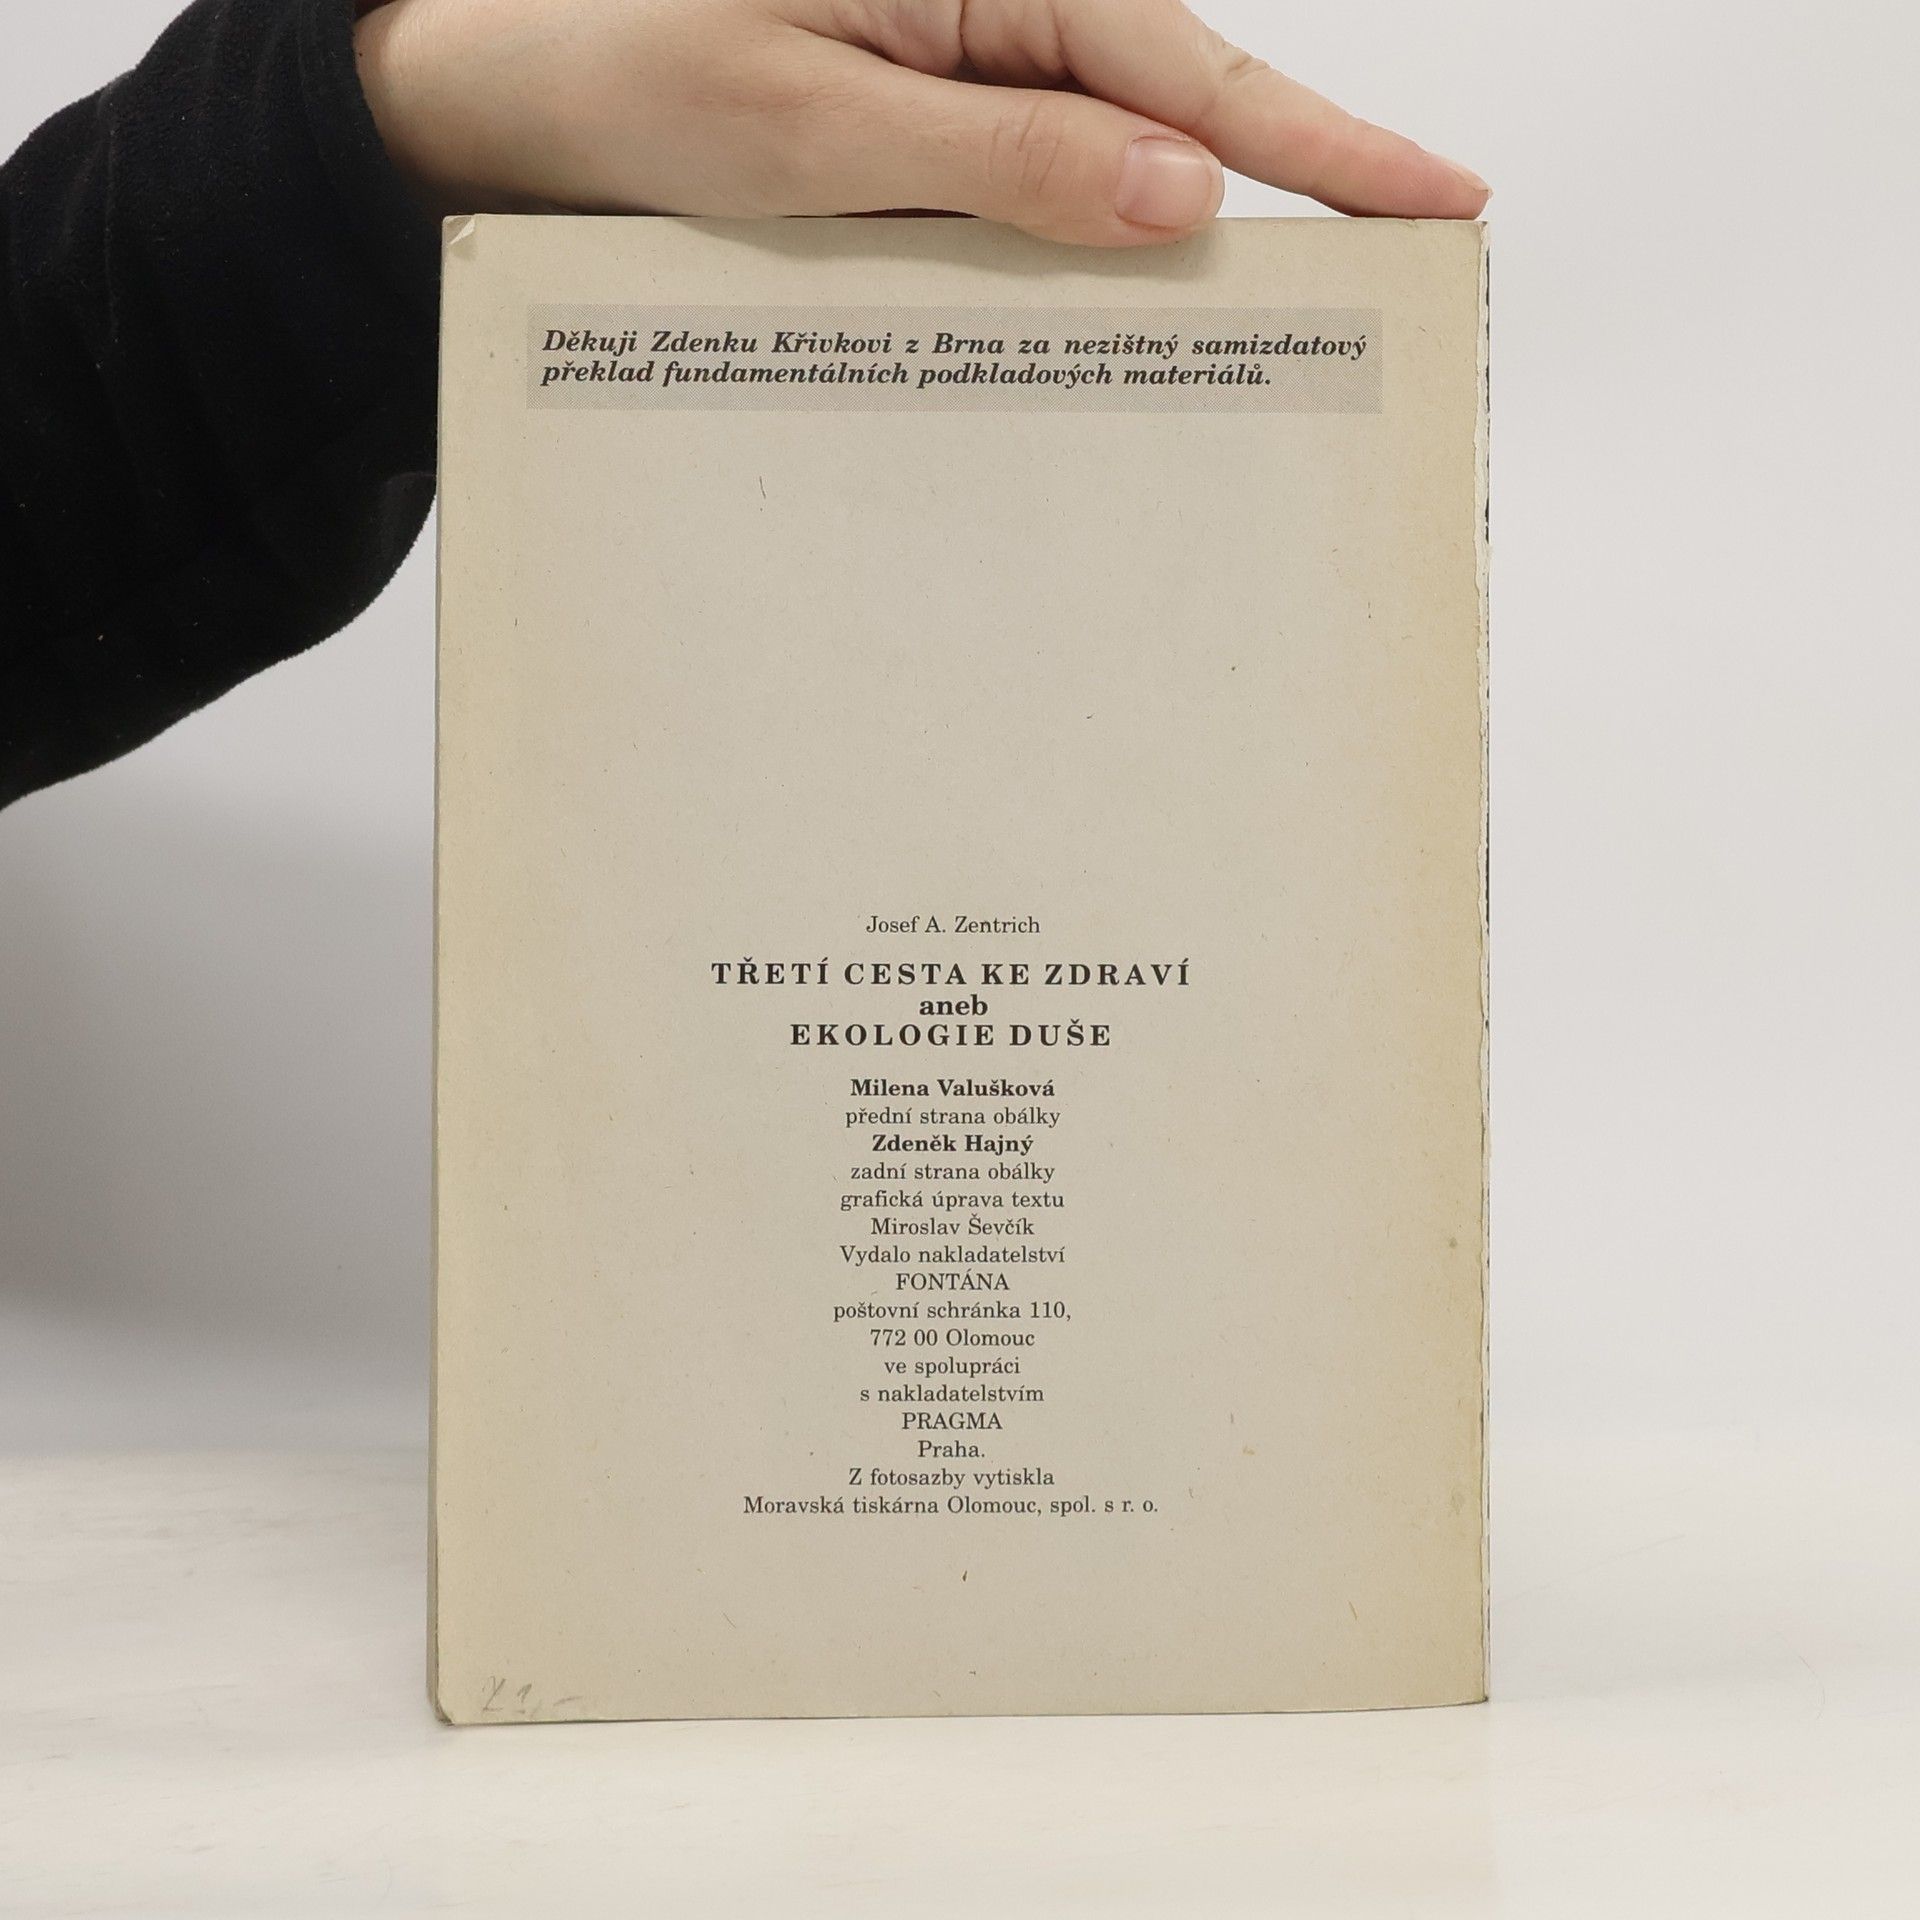 Děkuji Zdenku Křivkovi z Brna za nezištný samizdatový
překlad fundamentálních podkladových materiálů.
Josef A. Zentrich
TŘETÍ CESTA KE ZDRAVÍ
aneb
EKOLOGIE DUŠE
Milena Valušková
přední strana obálky
Zdeněk Hajný
zadní strana obálky
grafická úprava textu
Miroslav Ševčík
Vydalo nakladatelství
FONTÁNA
poštovní schránka 110,
772 00 Olomouc
ve spolupráci
s nakladatelstvím
PRAGMA
Praha.
Z fotosazby vytiskla
Moravská tiskárna Olomouc, spol. s r. o.